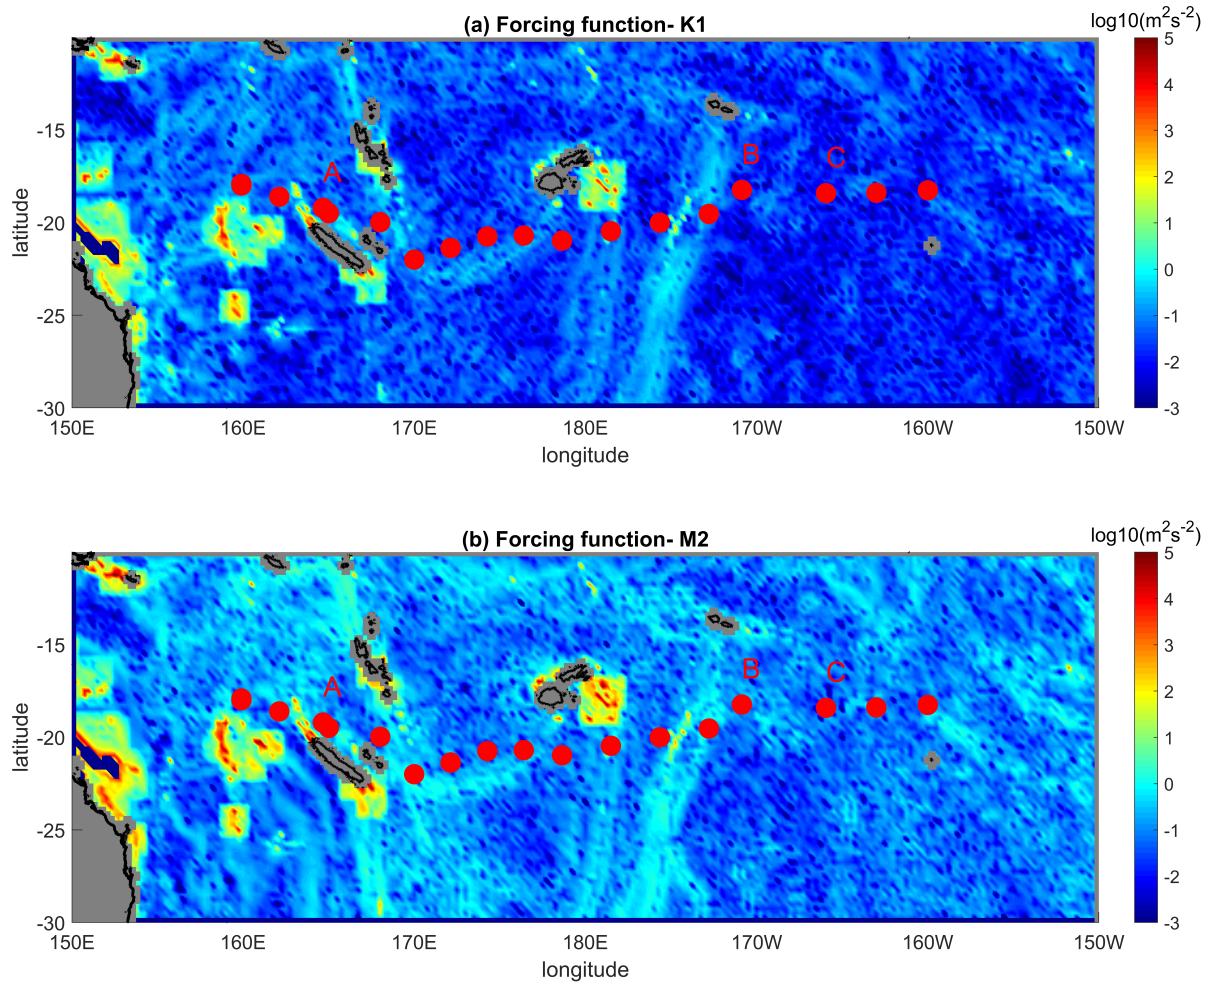 (a) Forcing function- K1
log10(m²s⁻²)
5
4
3
2
1
0
-1
-2
-3
-15
-20
-25
-30
latitude
A
B
C
150E
160E
170E
180E
170W
160W
150W
longitude
(b) Forcing function- M2
log10(m²s⁻²)
5
4
3
2
1
0
-1
-2
-3
-15
-20
-25
-30
latitude
A
B
C
150E
160E
170E
180E
170W
160W
150W
longitude